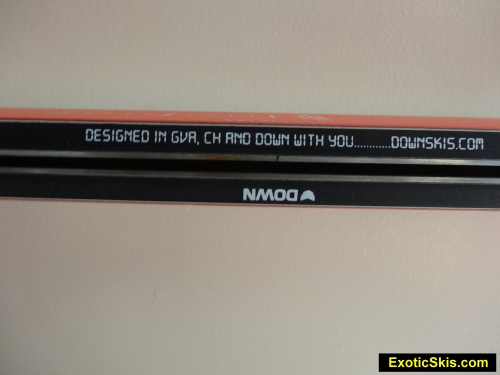 DESIGNED IN GVA, CH AND DOWN WITH YOU............DOWNSKIS.COM
DOWN
ExoticSkis.com